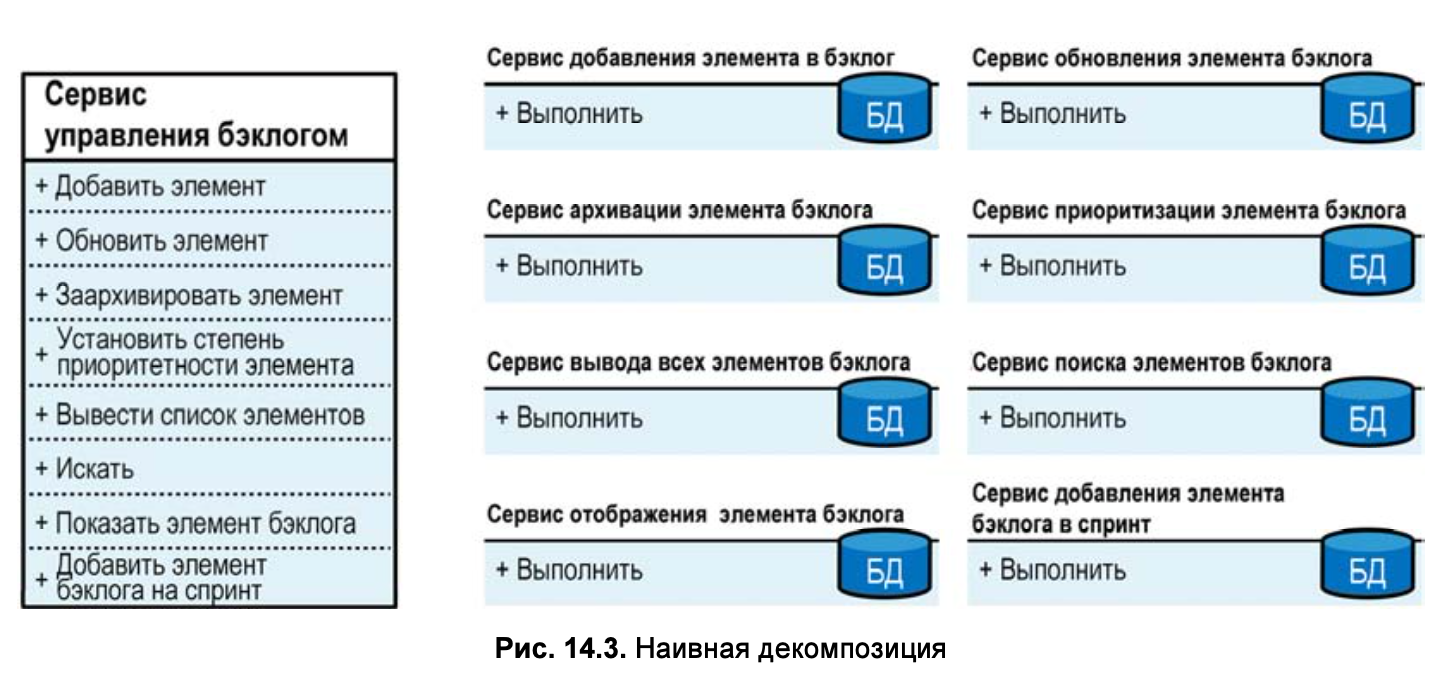 Сервис
управления бэклогом
+ Добавить элемент
+ Обновить элемент
+ Заархивировать элемент
+ Установить степень
приоритетности элемента
+ Вывести список элементов
+ Искать
+ Показать элемент бэклога
+ Добавить элемент
бэклога на спринт
Сервис добавления элемента в бэклог
+ Выполнить
БД
Сервис обновления элемента бэклога
+ Выполнить
БД
Сервис архивации элемента бэклога
+ Выполнить
БД
Сервис приоритизации элемента бэклога
+ Выполнить
БД
Сервис вывода всех элементов бэклога
+ Выполнить
БД
Сервис поиска элементов бэклога
+ Выполнить
БД
Сервис отображения элемента бэклога
+ Выполнить
БД
Сервис добавления элемента
бэклога в спринт
+ Выполнить
БД
Рис. 14.3. Наивная декомпозиция